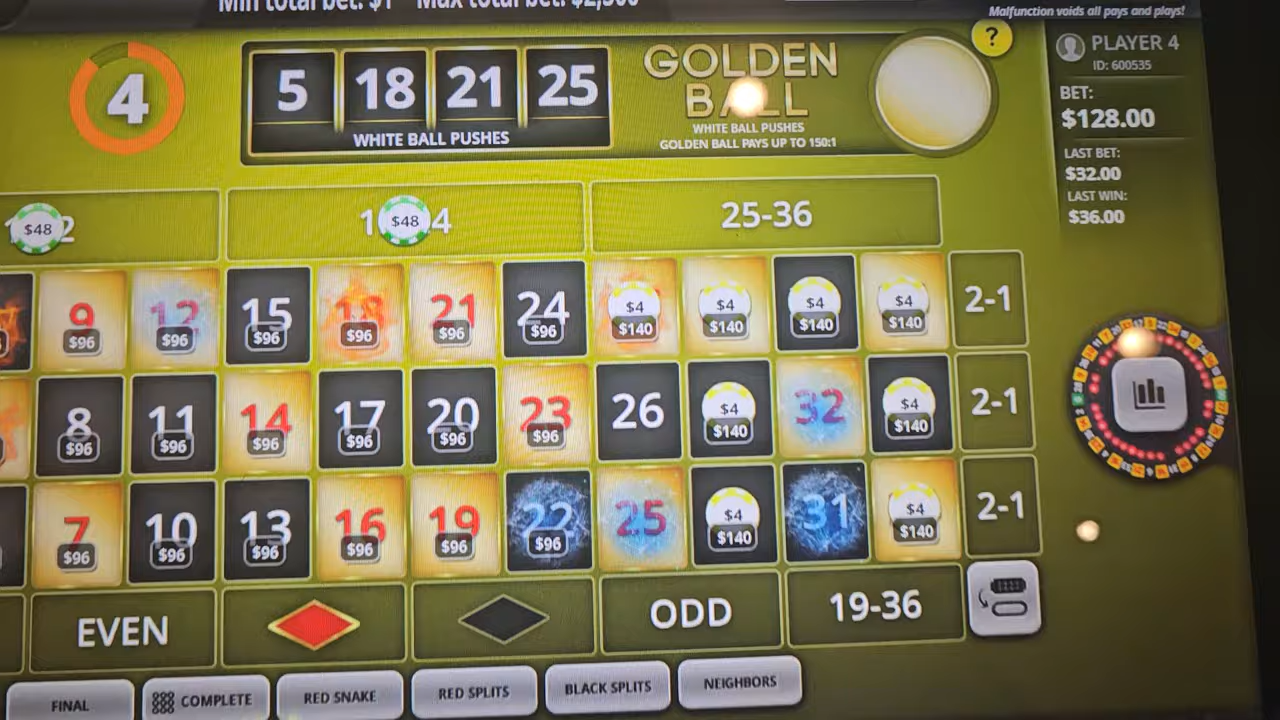 Min total bet: $1 Max total bet: $2,500
Malfunction voids all pays and plays!
4
5 18 21 25
WHITE BALL PUSHES
GOLDEN
BALL
WHITE BALL PUSHES
GOLDEN BALL PAYS UP TO 150:1
?
PLAYER 4
ID: 600535
BET:
$128.00
LAST BET:
$32.00
LAST WIN:
$36.00
$48
$48
25-36
9 12 15 18 21 24 2-1
$96 $96 $96 $96 $96 $96
$4 $4 $4 $4
$140 $140 $140 $140
8 11 14 17 20 23 26 32 2-1
$96 $96 $96 $96 $96 $96
$4 $4
$140 $140
7 10 13 16 19 22 25 31 2-1
$96 $96 $96 $96 $96 $96
$4 $4
$140 $140
EVEN ODD 19-36
FINAL COMPLETE RED SNAKE RED SPLITS BLACK SPLITS NEIGHBORS